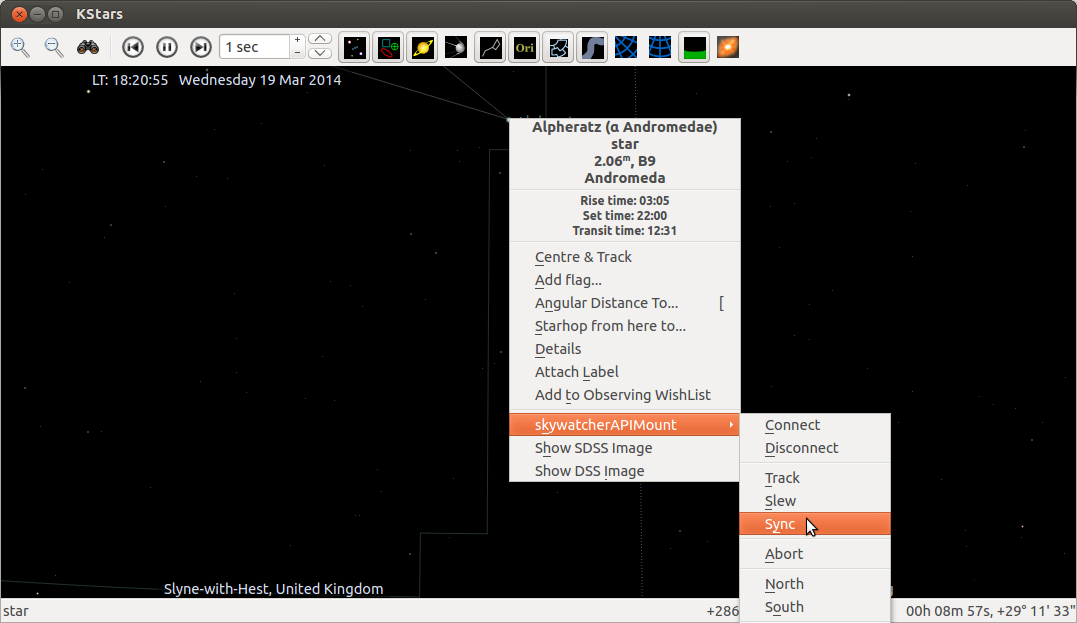 KStars
1 sec
Ori
LT: 18:20:55 Wednesday 19 Mar 2014
Alpheratz (α Andromedae)
star
2.06ᵐ, B9
Andromeda
Rise time: 03:05
Set time: 22:00
Transit time: 12:31
Centre & Track
Add flag...
Angular Distance To... [
Starhop from here to...
Details
Attach Label
Add to Observing WishList
skywatcherAPIMount
Show SDSS Image
Show DSS Image
Connect
Disconnect
Track
Slew
Sync
Abort
North
South
Slyne-with-Hest, United Kingdom
star
+286
00h 08m 57s, +29° 11' 33"